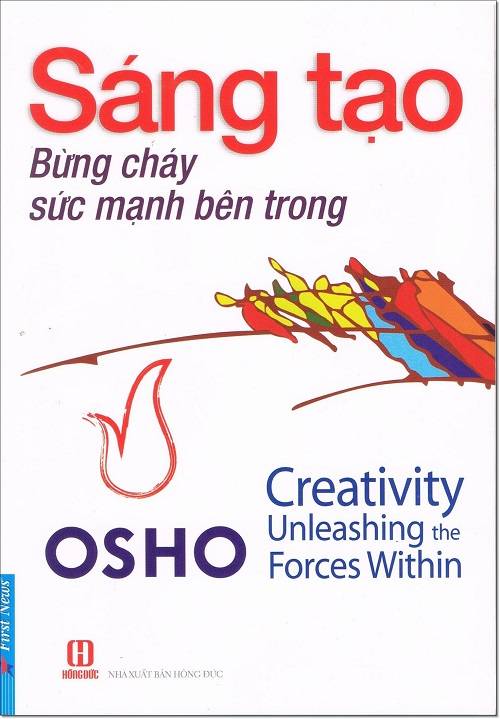 Sáng tạo
Bừng cháy
sức mạnh bên trong
Creativity
Unleashing the
Forces Within
OSHO
First News
HỒNG ĐỨC
NHÀ XUẤT BẢN HỒNG ĐỨC